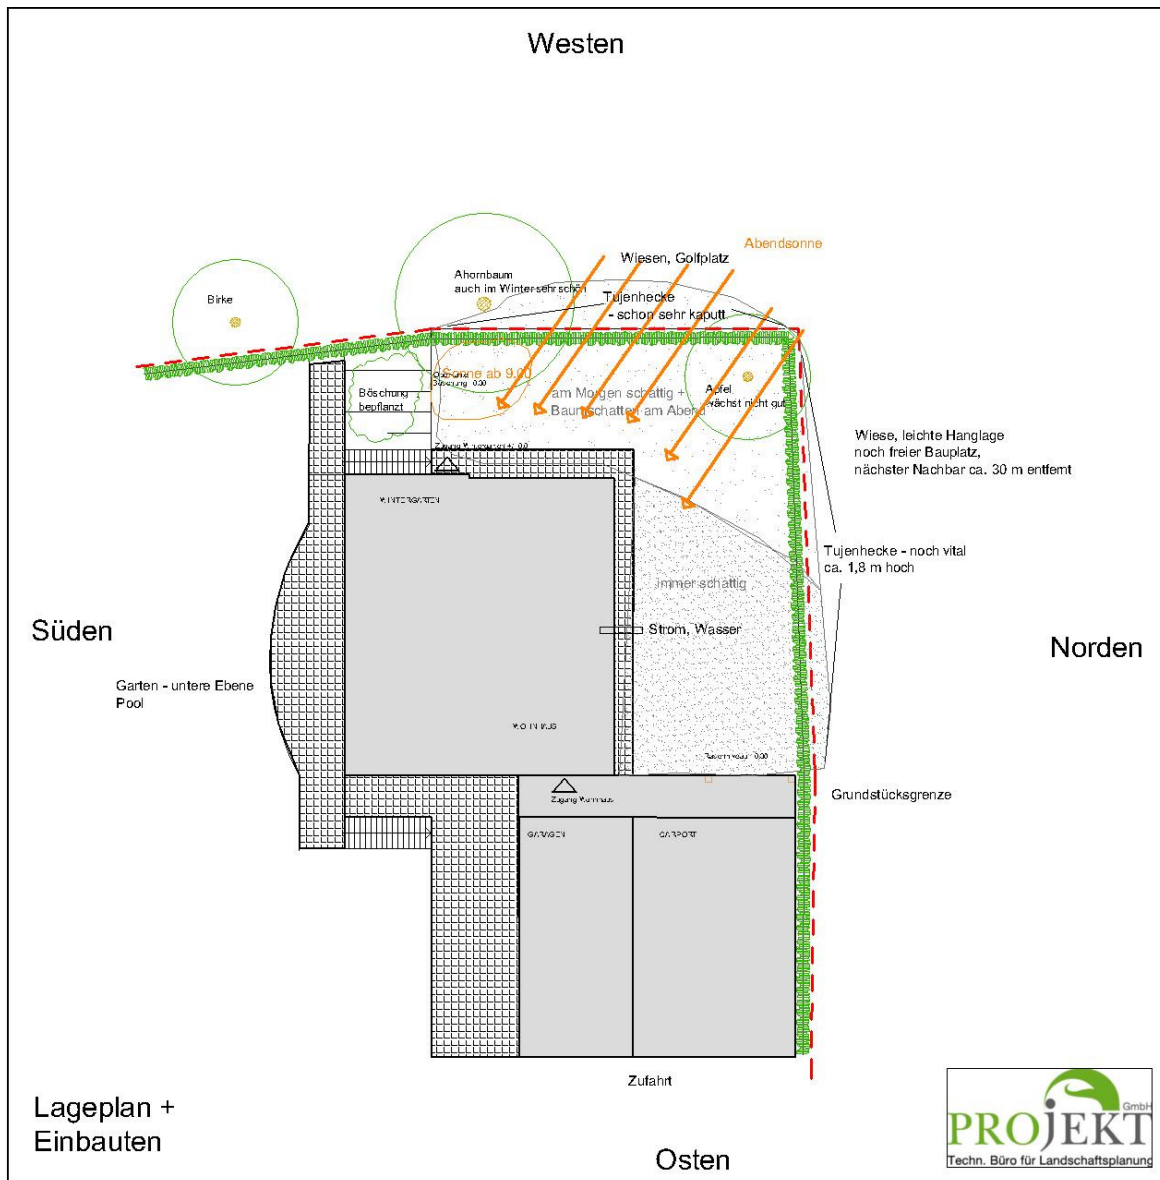 Westen
Abendsonne
Wiesen, Golfplatz
Ahornbaum
auch im Winter sehr schön
Birke
Tujenhecke
- schon sehr kaputt
Sonne ab 9.00
Böschung
bepflanzt
am Morgen schattig +
Baumschatten am Abend
Apfel
wächst nicht gut
Wiese, leichte Hanglage
noch freier Bauplatz,
nächster Nachbar ca. 30 m entfernt
WINTERGARTEN
Tujenhecke - noch vital
ca. 1,8 m hoch
immer schattig
Süden
Strom, Wasser
Norden
Garten - untere Ebene
Pool
WOHNHAUS
Grundstücksgrenze
Zugang Wohnhaus
GARAGEN
CARPORT
Zufahrt
Lageplan +
Einbauten
Osten
GmbH
PROJEKT
Techn. Büro für Landschaftsplanung